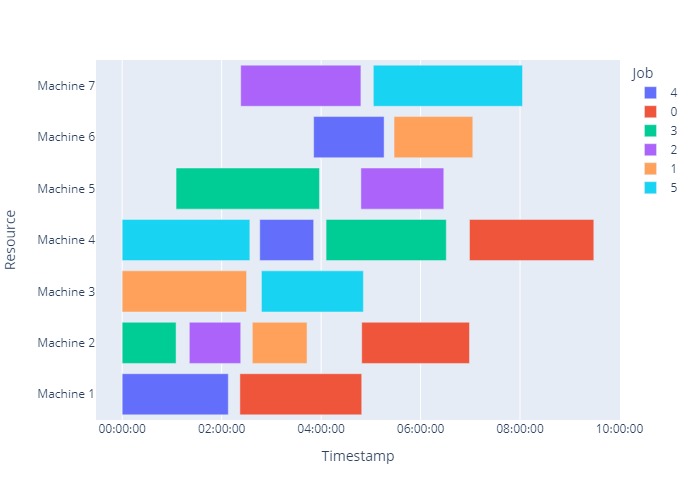 Job
4
0
3
2
1
5
Machine 7
Machine 6
Machine 5
Machine 4
Machine 3
Machine 2
Machine 1
Resource
00:00:00 02:00:00 04:00:00 06:00:00 08:00:00 10:00:00
Timestamp